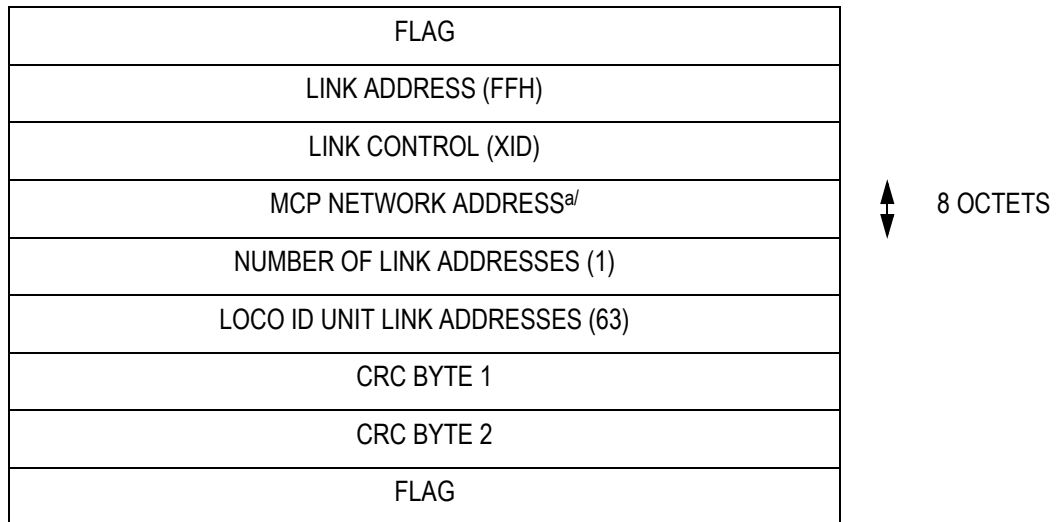 FLAG
LINK ADDRESS (FFH)
LINK CONTROL (XID)
MCP NETWORK ADDRESSa/
8 OCTETS
NUMBER OF LINK ADDRESSES (1)
LOCO ID UNIT LINK ADDRESSES (63)
CRC BYTE 1
CRC BYTE 2
FLAG